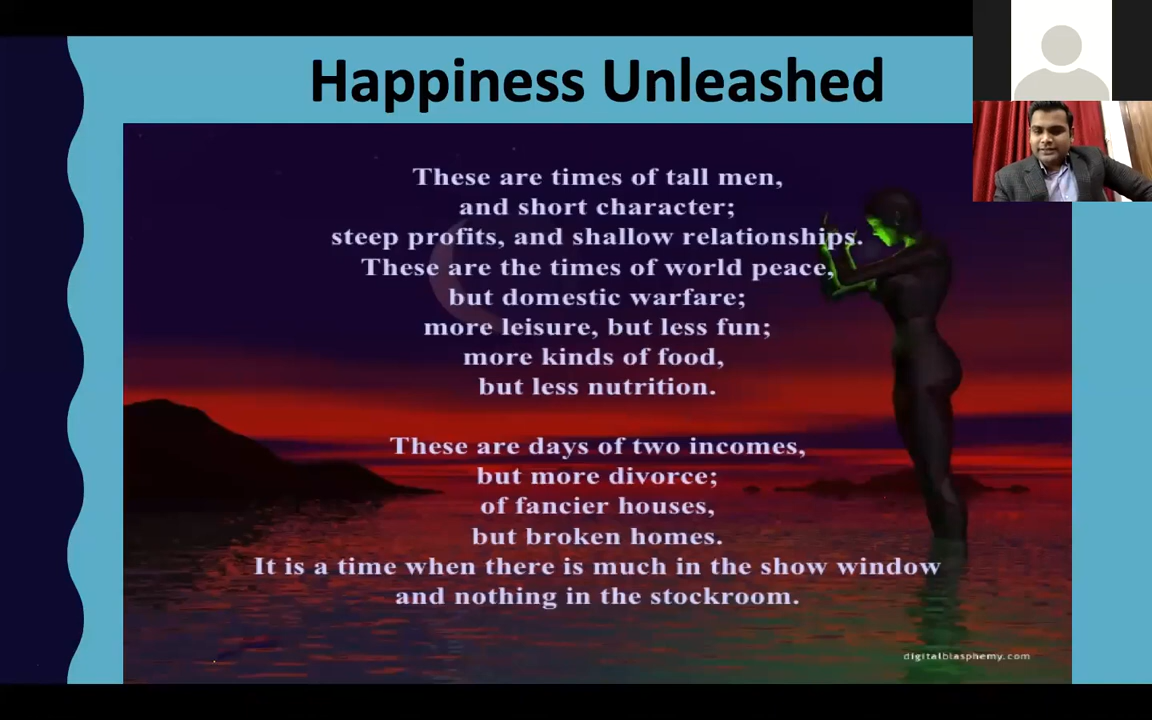 Happiness Unleashed
These are times of tall men,
and short character;
steep profits, and shallow relationships.
These are the times of world peace,
but domestic warfare;
more leisure, but less fun;
more kinds of food,
but less nutrition.
These are days of two incomes,
but more divorce;
of fancier houses,
but broken homes.
It is a time when there is much in the show window
and nothing in the stockroom.
digitalblasphemy.com